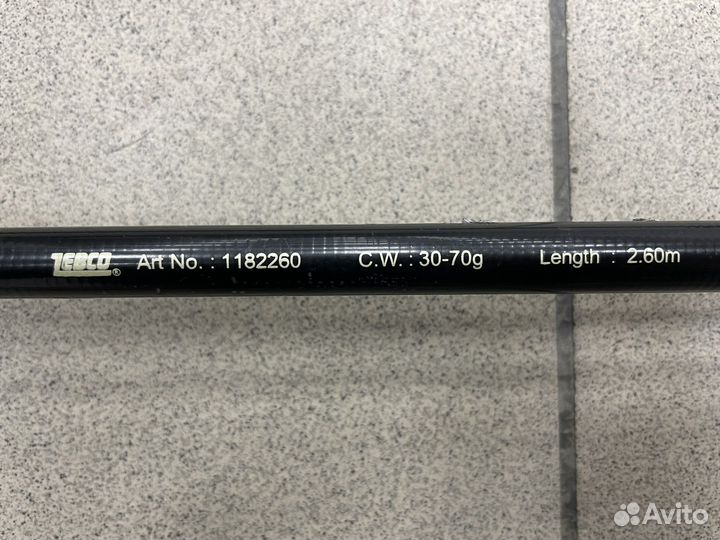 ZEBCO® Art No. : 1182260 C.W. : 30-70g Length : 2.60m
Avito